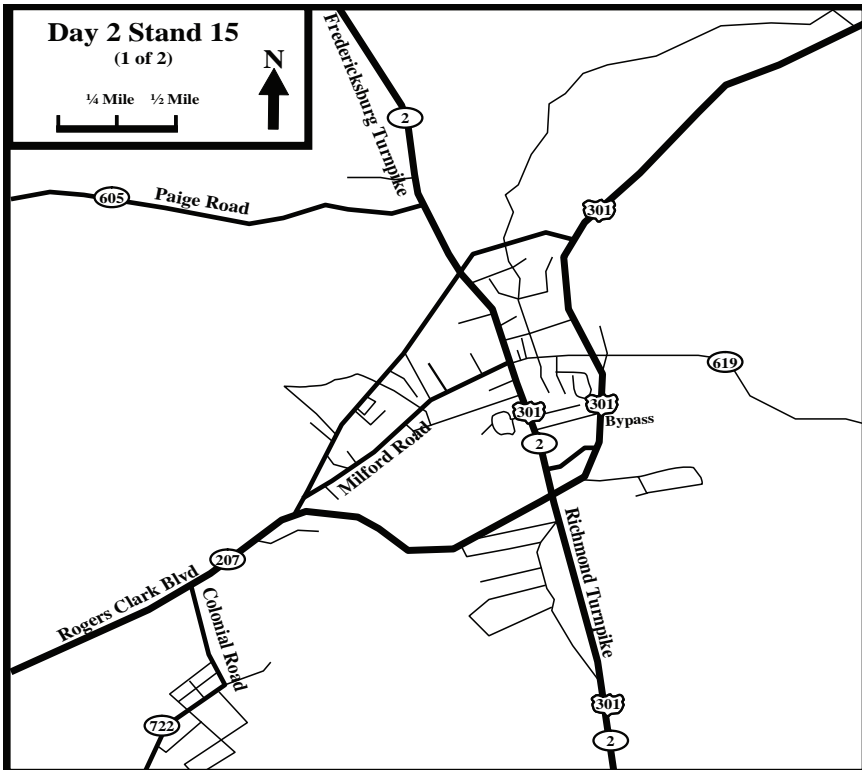 Day 2 Stand 15
(1 of 2)
N
¼ Mile
½ Mile
Fredericksburg Turnpike
2
605
Paige Road
301
619
301
301
Bypass
2
Milford Road
207
Rogers Clark Blvd
Colonial Road
Richmond Turnpike
301
722
2